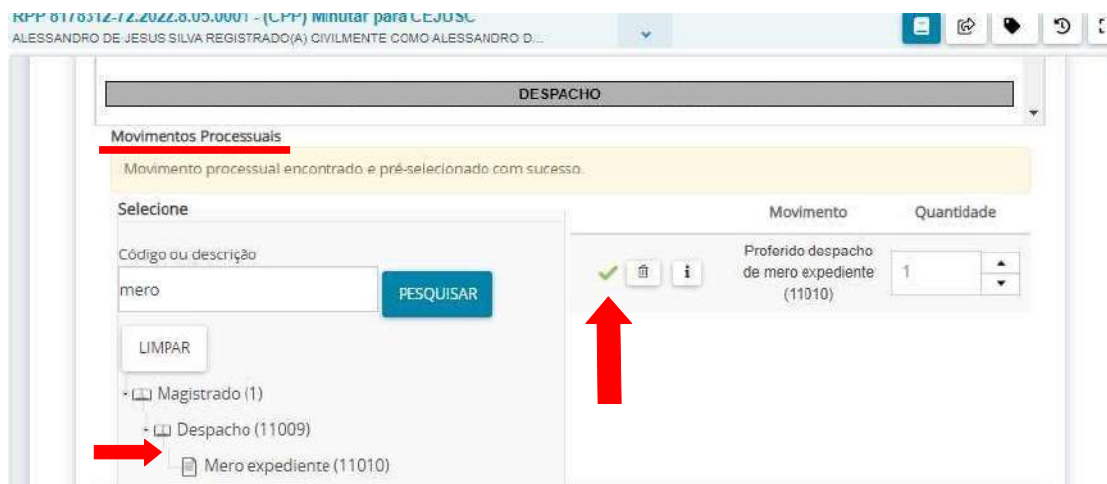 RPP 8178312-72.2022.8.05.0001 - (CPP) Minutar para CEJUSC
ALESSANDRO DE JESUS SILVA REGISTRADO(A) CIVILMENTE COMO ALESSANDRO D...
DESPACHO
Movimentos Processuais
Movimento processual encontrado e pré-selecionado com sucesso.
Selecione
Movimento Quantidade
Código ou descrição
mero
PESQUISAR
Proferido despacho
de mero expediente
(11010)
1
LIMPAR
Magistrado (1)
Despacho (11009)
Mero expediente (11010)